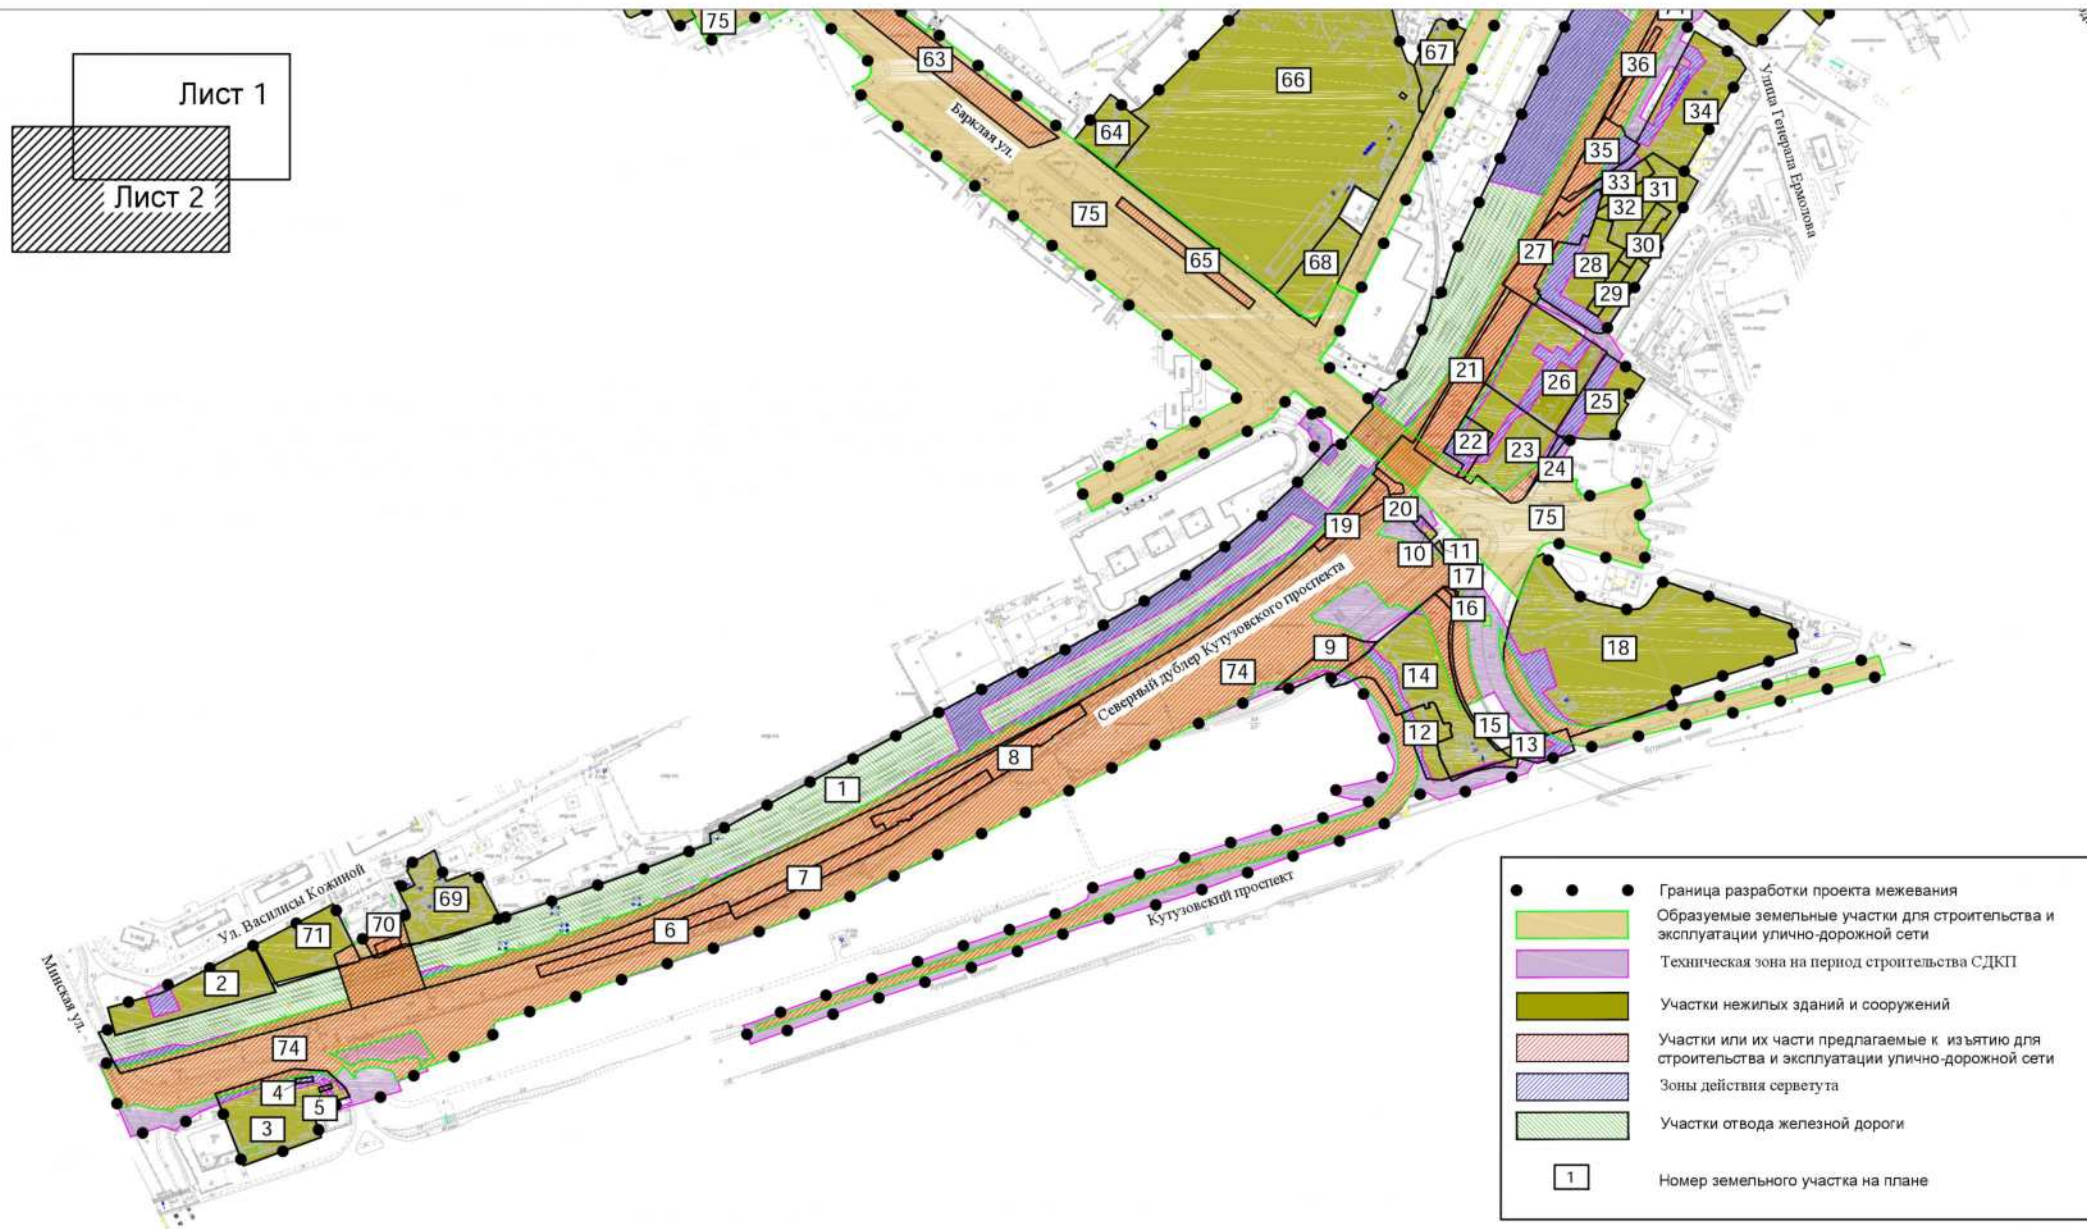 Лист 1
Лист 2
75
63
64
66
67
68
75
65
Барклая ул.
36
34
35
33
31
32
30
27
28
29
Улица Генерала Ермолова
21
26
25
22
23
24
20
75
19
10
11
17
16
18
9
14
15
12
13
Северный дублер Кутузовского проспекта
74
8
1
7
6
Кутузовский проспект
Ул. Василисы Кожиной
69
70
71
2
Минская ул.
74
4
5
3
Граница разработки проекта межевания
Образуемые земельные участки для строительства и
эксплуатации улично-дорожной сети
Техническая зона на период строительства СДКП
Участки нежилых зданий и сооружений
Участки или их части предлагаемые к изъятию для
строительства и эксплуатации улично-дорожной сети
Зоны действия серветута
Участки отвода железной дороги
1
Номер земельного участка на плане